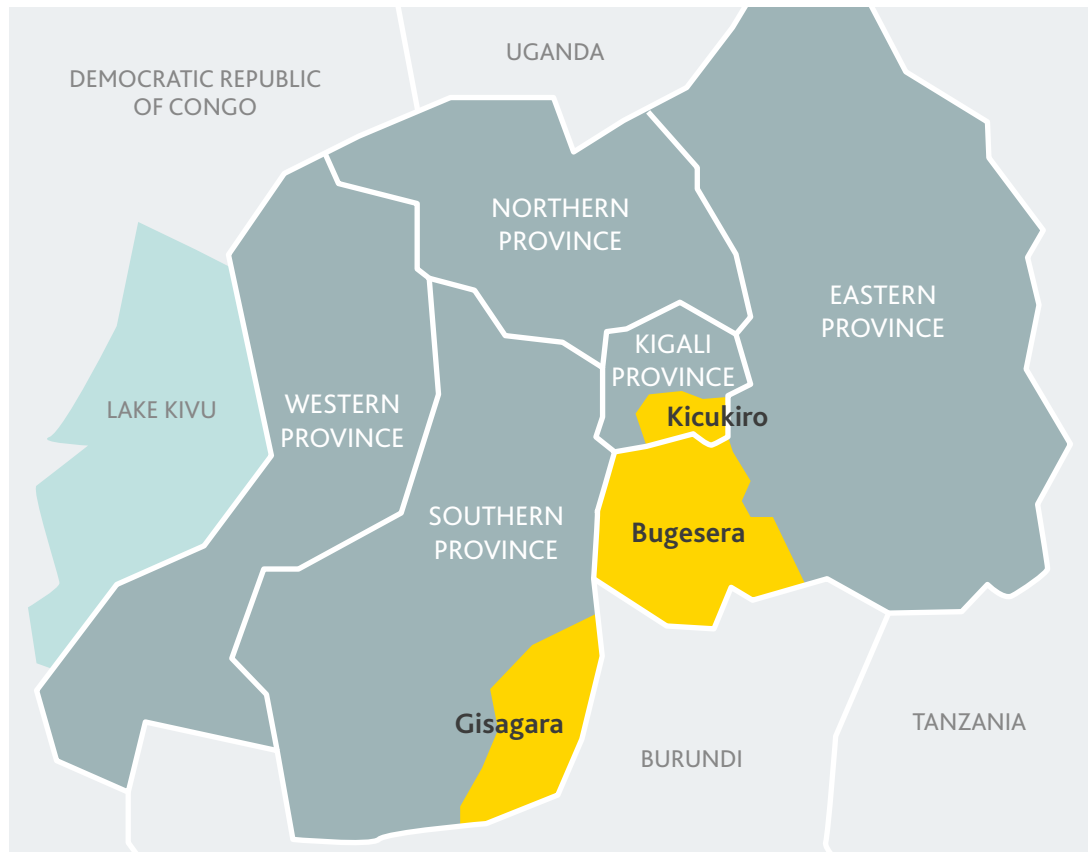 UGANDA
DEMOCRATIC REPUBLIC
OF CONGO
NORTHERN
PROVINCE
EASTERN
PROVINCE
KIGALI
PROVINCE
LAKE KIVU
WESTERN
PROVINCE
Kicukiro
SOUTHERN
PROVINCE
Bugesera
Gisagara
TANZANIA
BURUNDI